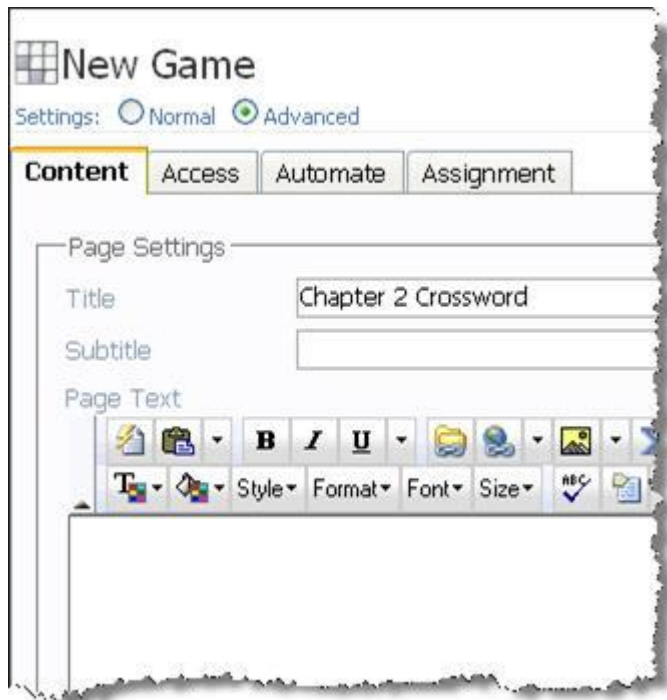 New Game
Settings: Normal Advanced
Content Access Automate Assignment
Page Settings
Title Chapter 2 Crossword
Subtitle
Page Text
B I U
T Style Format Font Size ABC